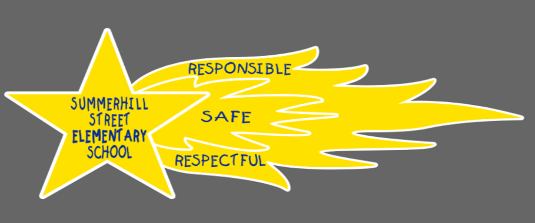 SUMMERHILL
STREET
ELEMENTARY
SCHOOL
RESPONSIBLE
SAFE
RESPECTFUL